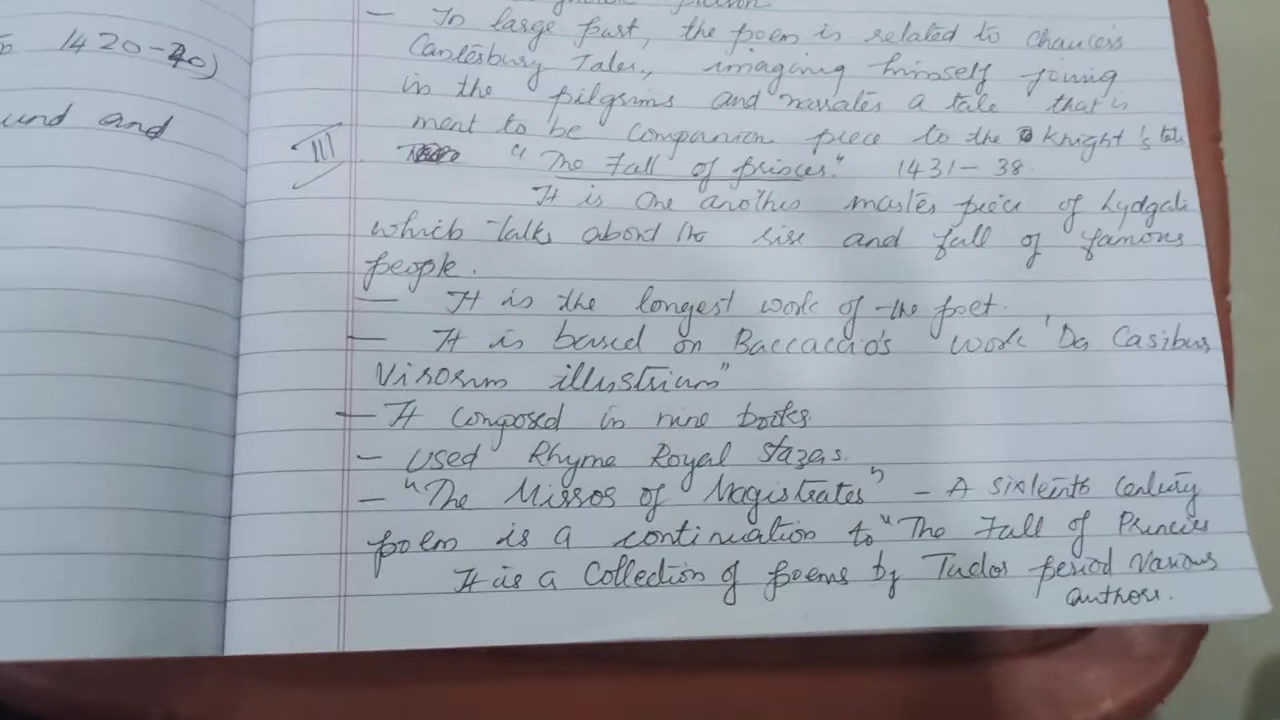 1420-40)
und and
person
- In large part, the poem is related to Chaucer's
Canterbury Tales, imagaing himself joinig
in the pilgrims and narrates a tale that is
ment to be companion piece to the Knight's tale
III "The Fall of princes." 1431-38.
It is one another master piece of Lydgate
which talks about the rise and fall of famous
people.
- It is the longest work of the poet.
- It is based on Baccaccio's work 'De Casibus
Virorum illustrium"
- It composed in nine books.
- Used Rhyme Royal Stazas.
- "The Mirror of Magistrates" - A sixteenth Century
poem is a continuation to "The Fall of Princes
It is a Collection of poems by Tudor period various
authors.